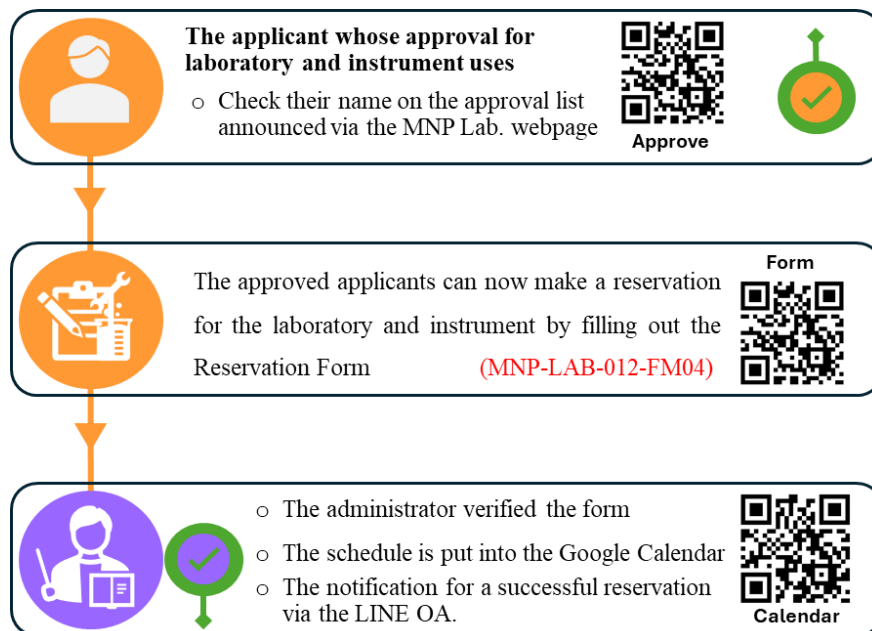 The applicant whose approval for
laboratory and instrument uses
o Check their name on the approval list
announced via the MNP Lab. webpage
Approve
Form
The approved applicants can now make a reservation
for the laboratory and instrument by filling out the
Reservation Form (MNP-LAB-012-FM04)
o The administrator verified the form
o The schedule is put into the Google Calendar
o The notification for a successful reservation
via the LINE OA.
Calendar